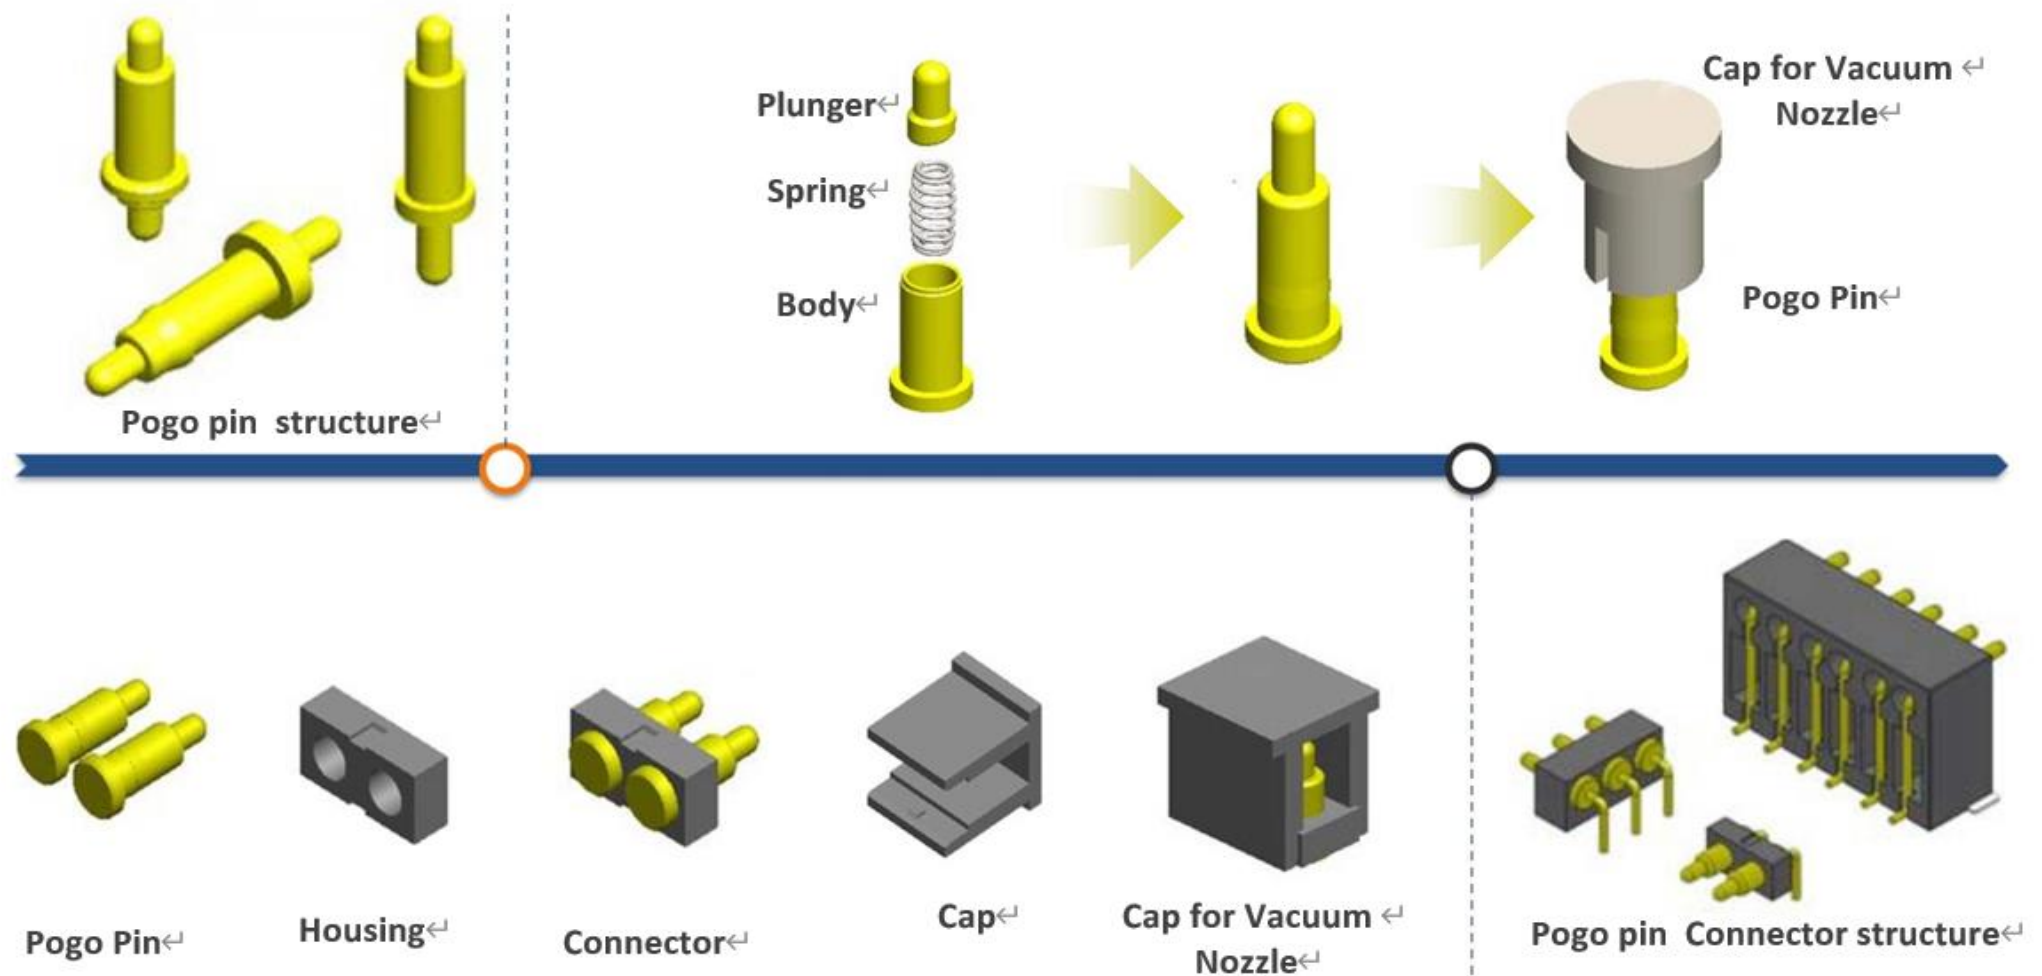 Cap for Vacuum ↵
Nozzle↵
Plunger↵
Spring↵
Body↵
Pogo Pin↵
Pogo pin  structure↵
Pogo Pin↵
Housing↵
Connector↵
Cap↵
Cap for Vacuum ↵
Nozzle↵
Pogo pin  Connector structure↵